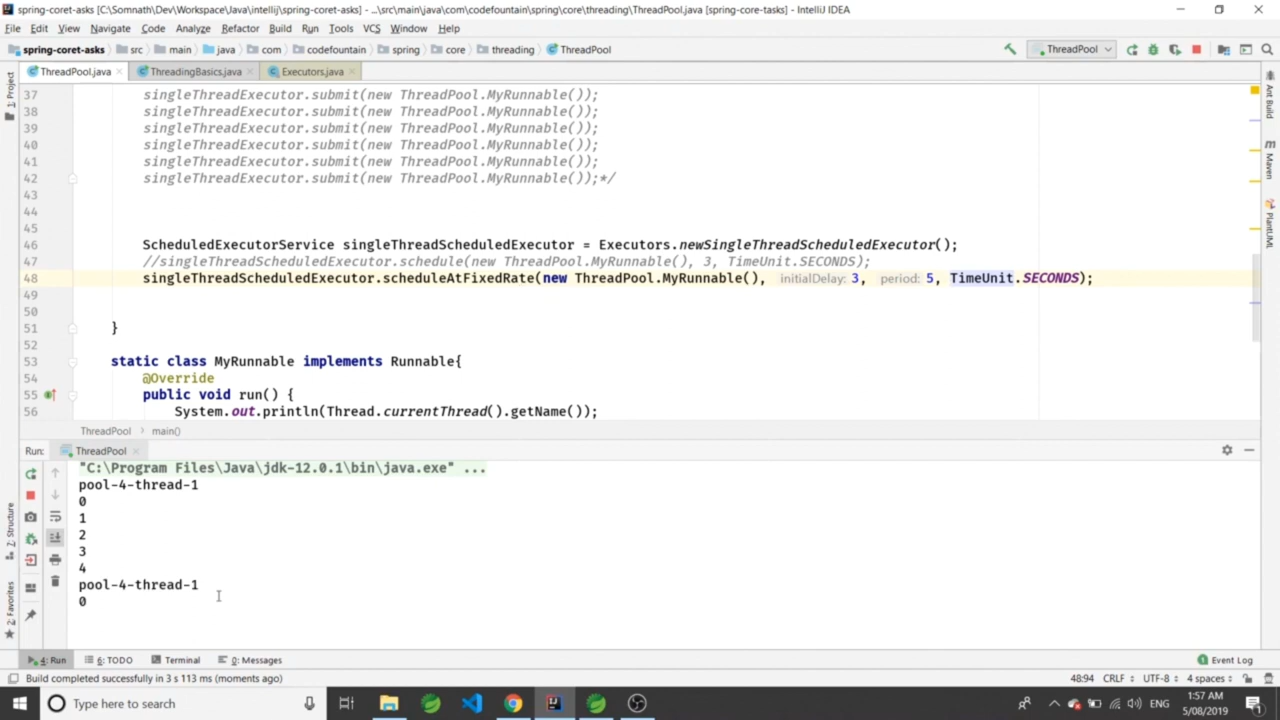 spring-coret-asks [C:\Somnath\Dev\Workspace\Java\intellij\spring-coret-asks] - ...\src\main\java\com\codefountain\spring\core\threading\ThreadPool.java [spring-core-tasks] - IntelliJ IDEA
File Edit View Navigate Code Analyze Refactor Build Run Tools VCS Window Help
spring-coret-asks src main java com codefountain spring core threading ThreadPool ThreadPool
ThreadPool.java ThreadingBasics.java Executors.java
1: Project
Ant Build
Maven
PlantUML
37 singleThreadExecutor.submit(new ThreadPool.MyRunnable());
38 singleThreadExecutor.submit(new ThreadPool.MyRunnable());
39 singleThreadExecutor.submit(new ThreadPool.MyRunnable());
40 singleThreadExecutor.submit(new ThreadPool.MyRunnable());
41 singleThreadExecutor.submit(new ThreadPool.MyRunnable());
42 singleThreadExecutor.submit(new ThreadPool.MyRunnable());*/
43
44
45
46 ScheduledExecutorService singleThreadScheduledExecutor = Executors.newSingleThreadScheduledExecutor();
47 //singleThreadScheduledExecutor.schedule(new ThreadPool.MyRunnable(), 3, TimeUnit.SECONDS);
48 singleThreadScheduledExecutor.scheduleAtFixedRate(new ThreadPool.MyRunnable(), initialDelay: 3, period: 5, TimeUnit.SECONDS);
49
50
51 }
52
53 static class MyRunnable implements Runnable{
54 @Override
55 public void run() {
56 System.out.println(Thread.currentThread().getName());
ThreadPool main()
Run: ThreadPool
"C:\Program Files\Java\jdk-12.0.1\bin\java.exe" ...
pool-4-thread-1
0
1
2
3
4
pool-4-thread-1
0
Z: Structure
2: Favorites
4: Run 6: TODO Terminal 0: Messages Event Log
Build completed successfully in 3 s 113 ms (moments ago) 48:94 CRLF UTF-8 4 spaces
Type here to search
ENG
1:57 AM
5/08/2019